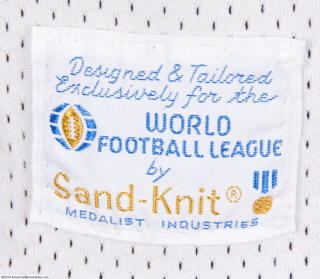 Designed & Tailored
Exclusively for the
WORLD
FOOTBALL LEAGUE
by
Sand-Knit®
MEDALIST INDUSTRIES